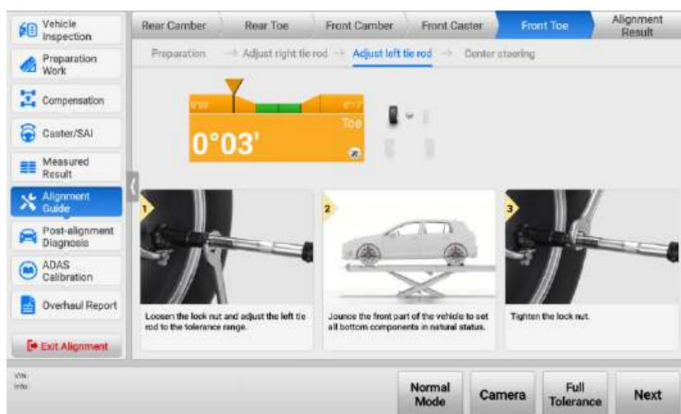 Vehicle
Inspection
Preparation
Work
Compensation
Caster/SAI
Measured
Result
Alignment
Guide
Post-alignment
Diagnosis
ADAS
Calibration
Overhaul Report
Exit Alignment
Rear Camber
Rear Toe
Front Camber
Front Caster
Front Toe
Alignment
Result
Preparation
Adjust right tie rod
Adjust left tie rod
Center steering
0°03'
0°17'
Toe
0°03'
1
Loosen the lock nut and adjust the left tie
rod to the tolerance range.
2
Jounce the front part of the vehicle to set
all bottom components in natural status.
3
Tighten the lock nut.
VIN:
Info:
Normal
Mode
Camera
Full
Tolerance
Next